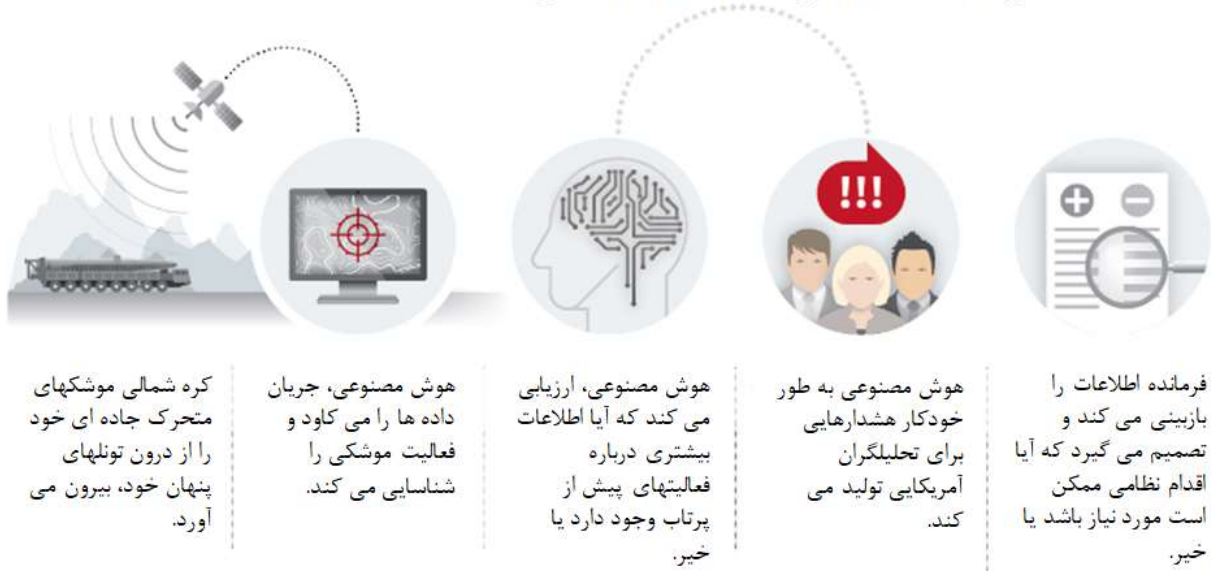 !!!
کره شمالی موشکهای
متحرک جاده ای خود
را از درون تونلهای
پنهان خود، بیرون می
آورد.
هوش مصنوعی، جریان
داده ها را می کاود و
فعالیت موشکی را
شناسایی می کند.
هوش مصنوعی، ارزیابی
می کند که آیا اطلاعات
بیشتری درباره
فعالیتهای پیش از
پرتاب وجود دارد یا
خیر.
هوش مصنوعی به طور
خودکار هشدارهایی
برای تحلیلگران
آمریکایی تولید می
کند.
فرمانده اطلاعات را
بازبینی می کند و
تصمیم می گیرد که آیا
اقدام نظامی ممکن
است مورد نیاز باشد یا
خیر.